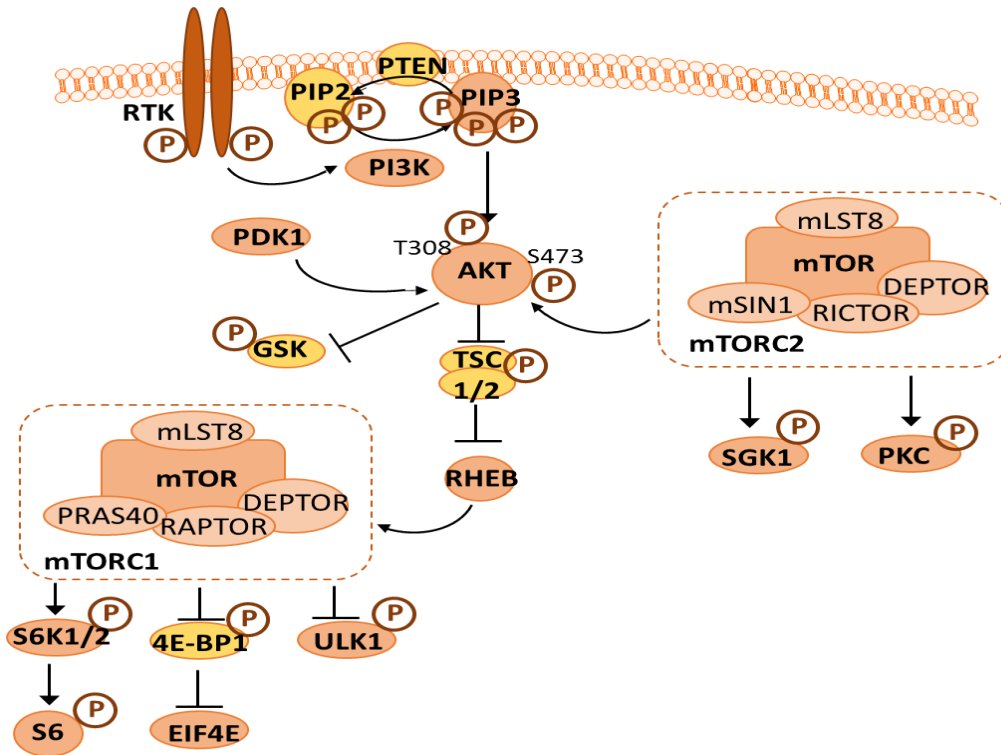 PTEN
PIP2
PIP3
RTK
P
P
P
P
P
P
P
PI3K
PDK1
P
T308
S473
AKT
P
mLST8
mTOR
DEPTOR
mSIN1
RICTOR
mTORC2
P
GSK
TSC
1/2
P
P
SGK1
P
PKC
mLST8
mTOR
DEPTOR
PRAS40
RAPTOR
mTORC1
RHEB
P
S6K1/2
P
4E-BP1
P
ULK1
P
S6
EIF4E